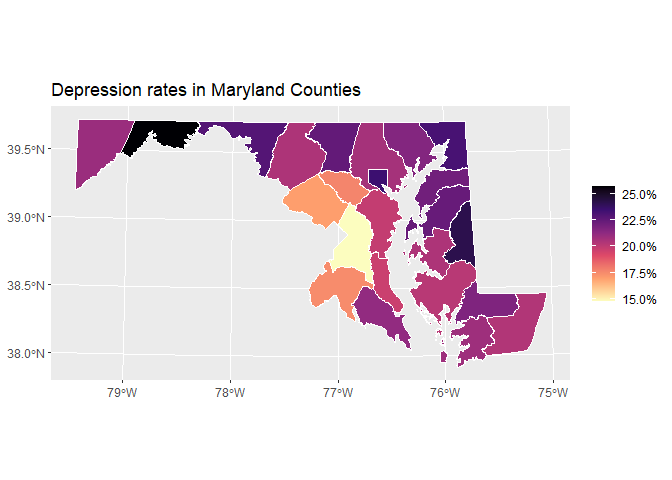 Depression rates in Maryland Counties
39.5°N
39.0°N
38.5°N
38.0°N
79°W
78°W
77°W
76°W
75°W
25.0%
22.5%
20.0%
17.5%
15.0%